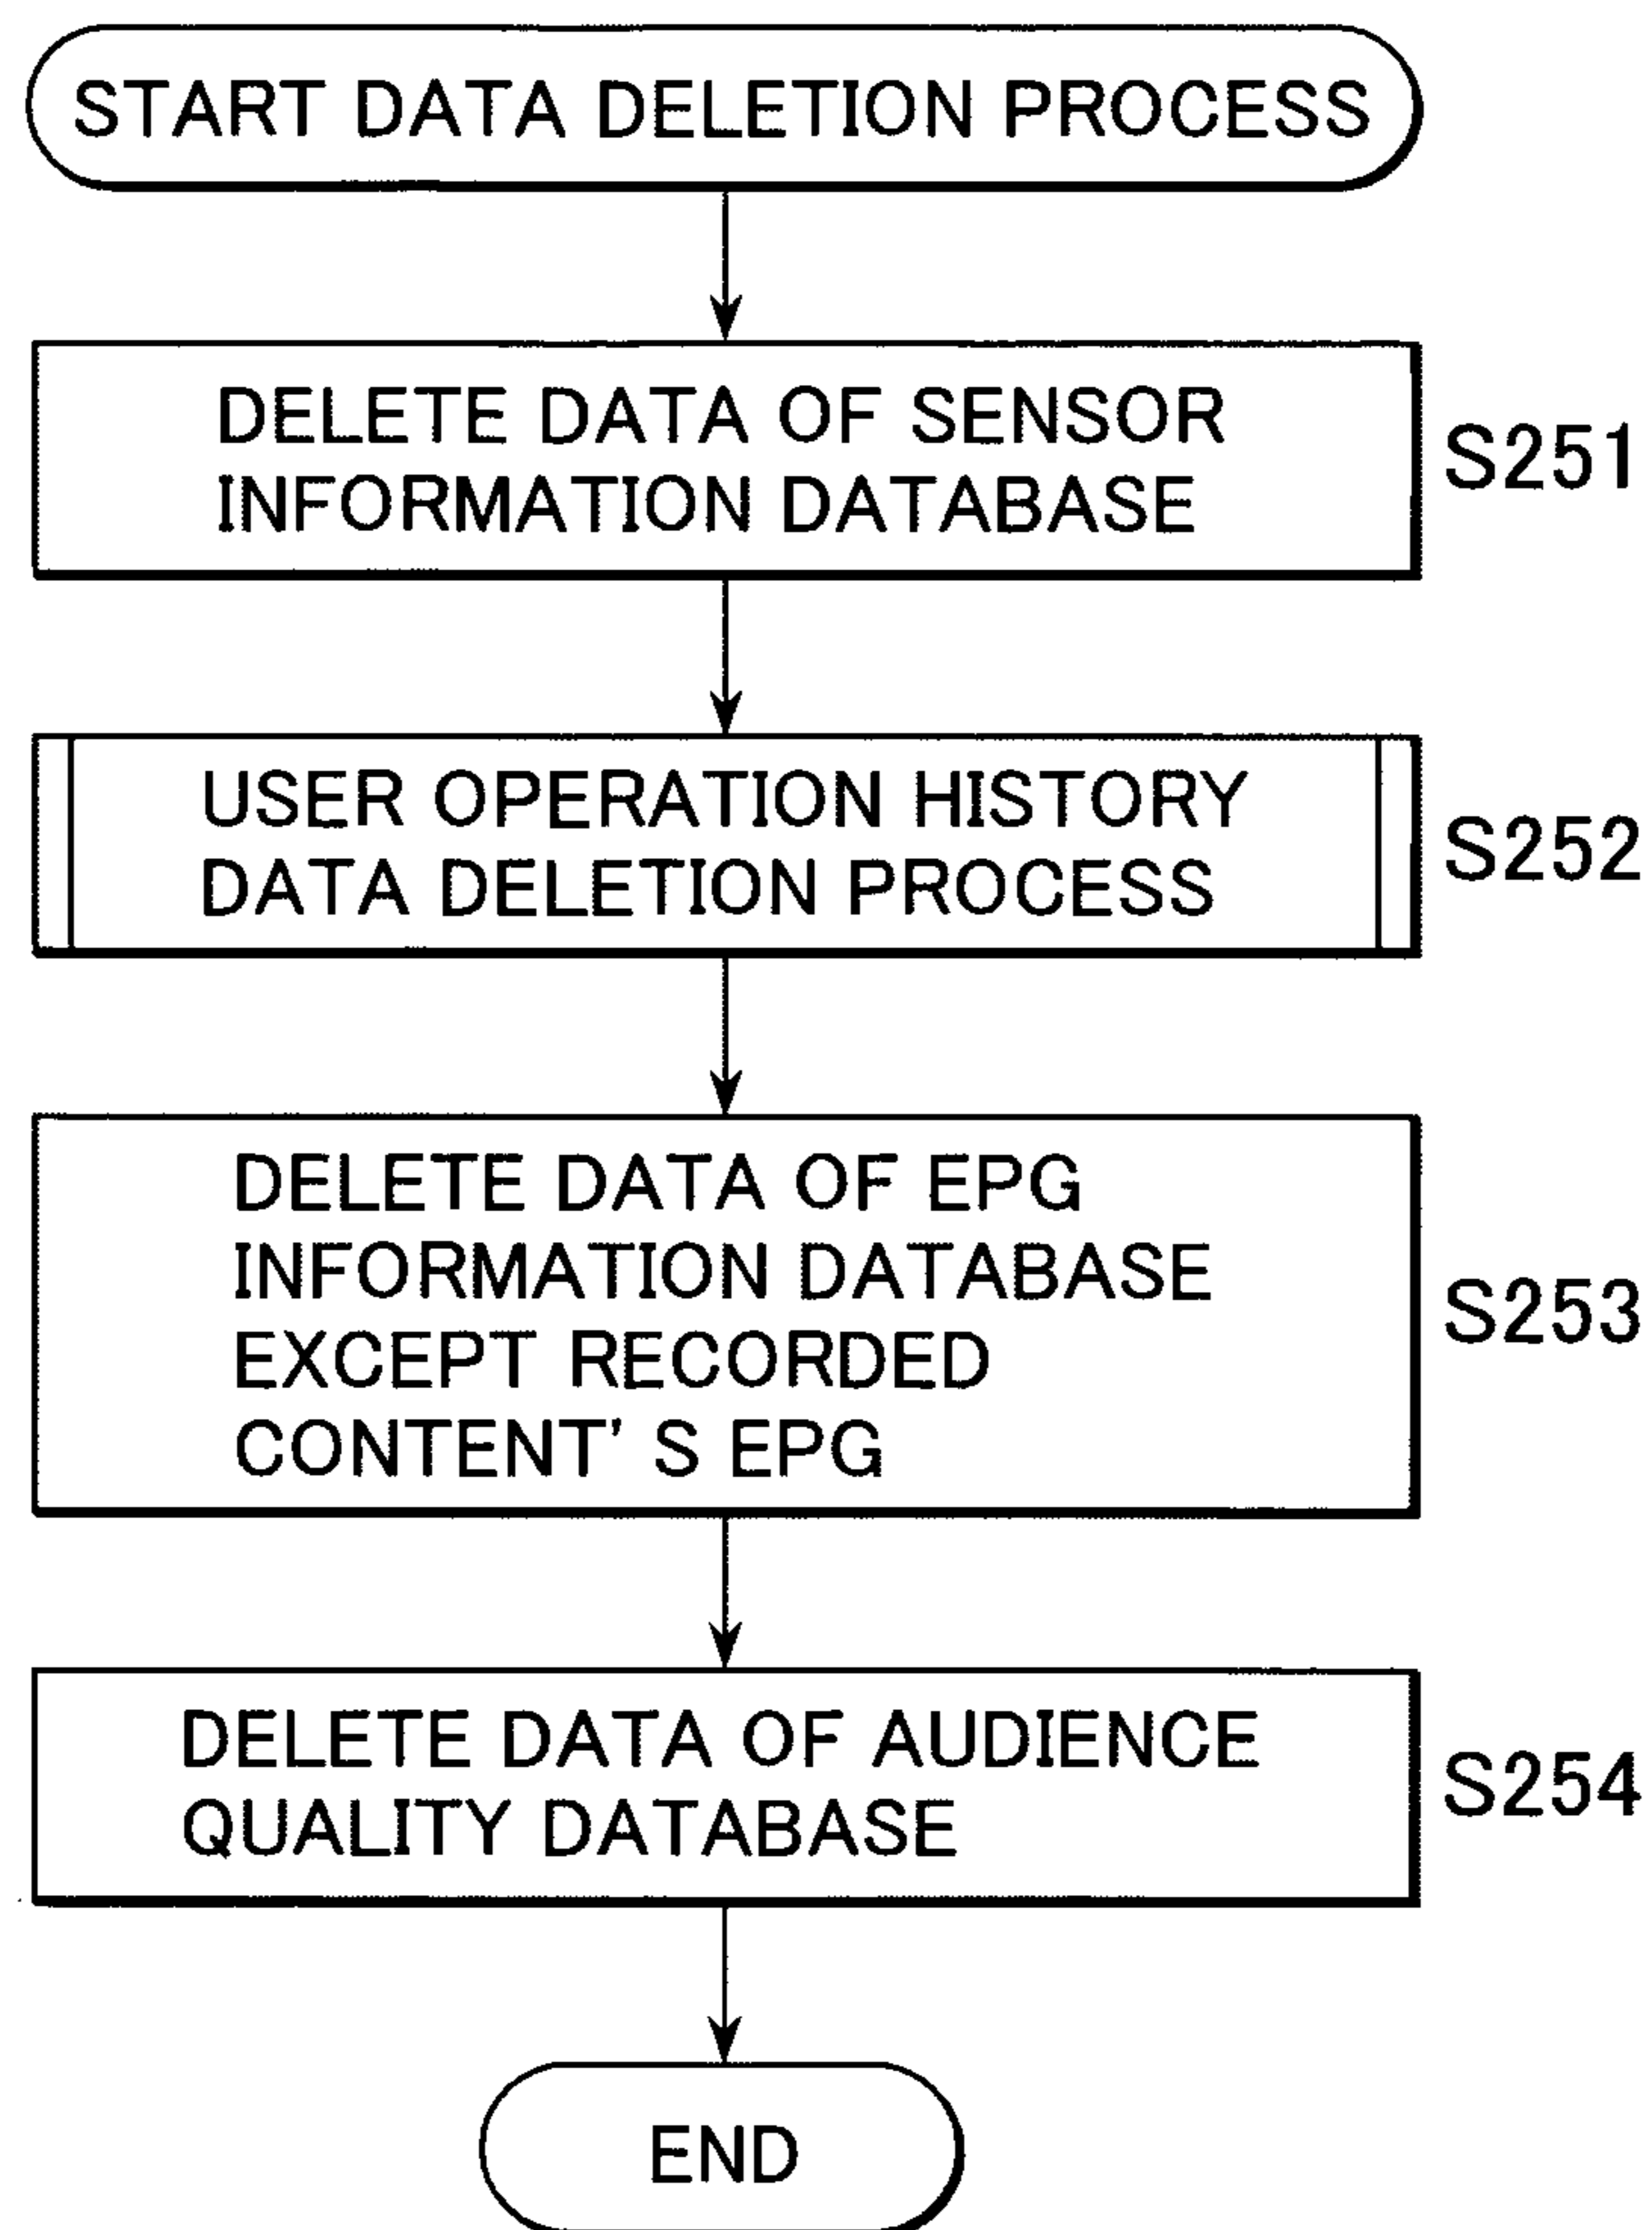 START DATA DELETION PROCESS
DELETE DATA OF SENSOR
INFORMATION DATABASE
S251
USER OPERATION HISTORY
DATA DELETION PROCESS
S252
DELETE DATA OF EPG
INFORMATION DATABASE
EXCEPT RECORDED
CONTENT' S EPG
S253
DELETE DATA OF AUDIENCE
QUALITY DATABASE
S254
END